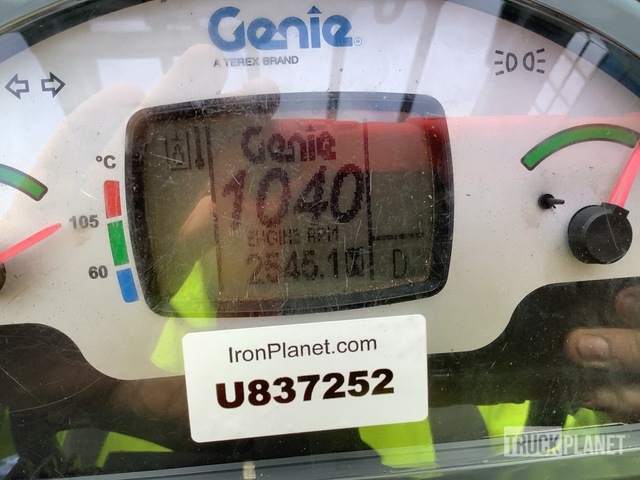 Genie
A TEREX BRAND
Genie
1040
ENGINE RPM
2545.1
D
°C
105
60
IronPlanet.com
U837252
TRUCKPLANET